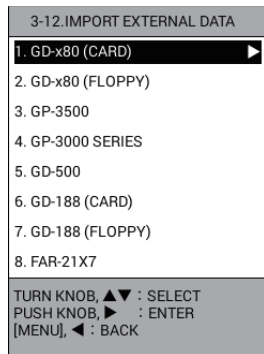 3-12.IMPORT EXTERNAL DATA
1. GD-x80 (CARD) ▶
2. GD-x80 (FLOPPY)
3. GP-3500
4. GP-3000 SERIES
5. GD-500
6. GD-188 (CARD)
7. GD-188 (FLOPPY)
8. FAR-21X7
TURN KNOB, ▲▼ : SELECT
PUSH KNOB, ▶ : ENTER
[MENU], ◀ : BACK